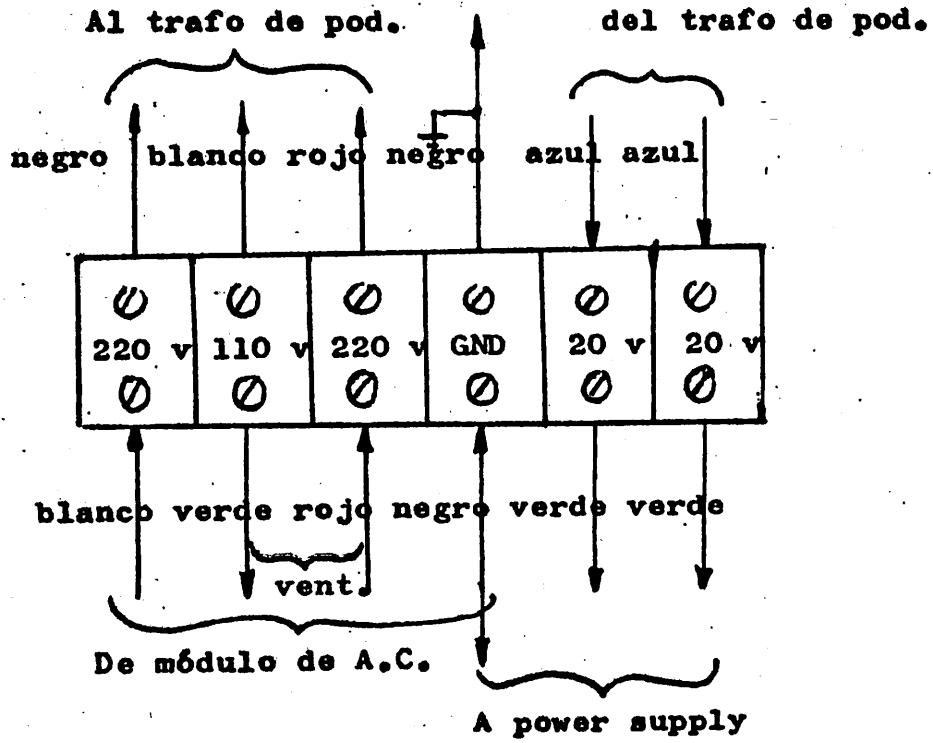 Al trafo de pod.
del trafo de pod.
negro blanco rojo negro azul azul
220 v 110 v 220 v GND 20 v 20 v
blanco verde rojo negro verde verde
vent.
De módulo de A.C.
A power supply